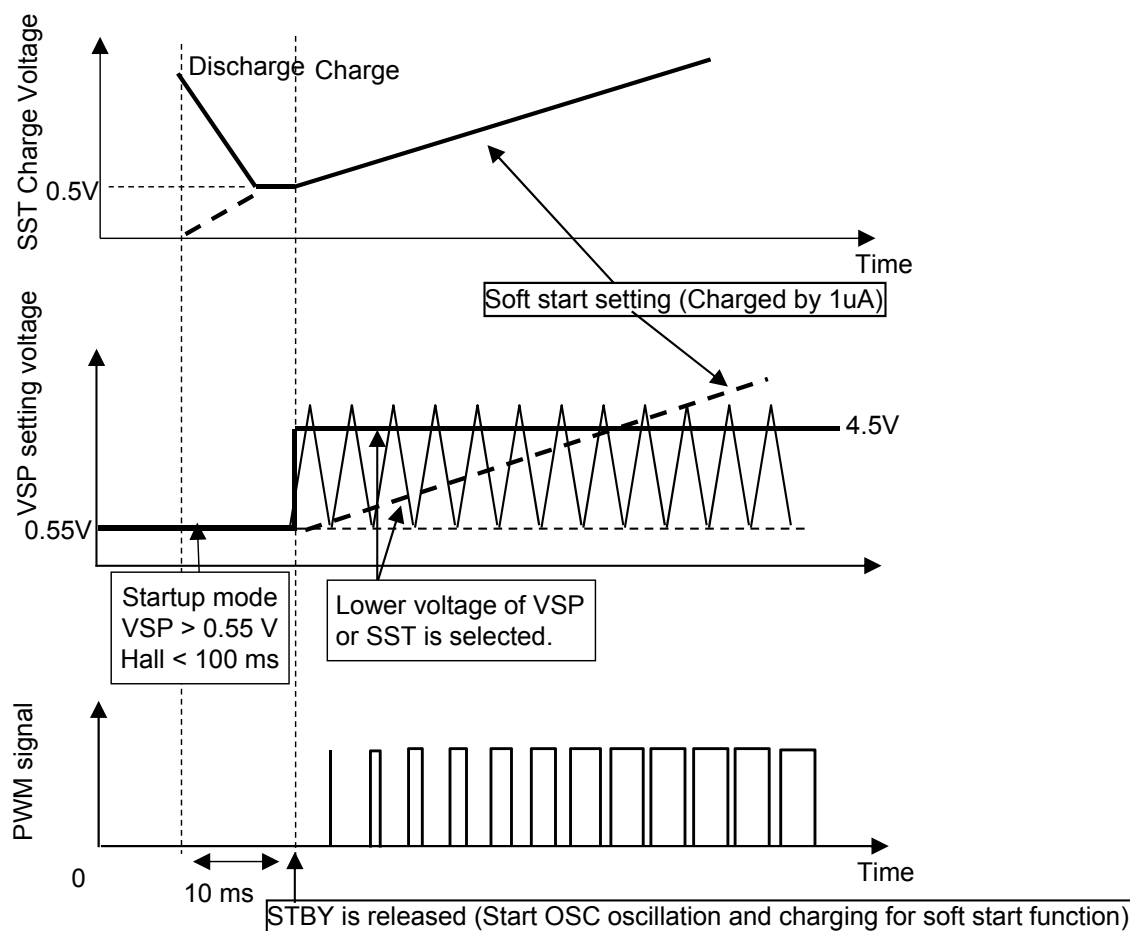 SST Charge Voltage
Discharge Charge
0.5V
Time
Soft start setting (Charged by 1uA)
VSP setting voltage
4.5V
0.55V
Startup mode
VSP > 0.55 V
Hall < 100 ms
Lower voltage of VSP
or SST is selected.
PWM signal
Time
0
10 ms
STBY is released (Start OSC oscillation and charging for soft start function)